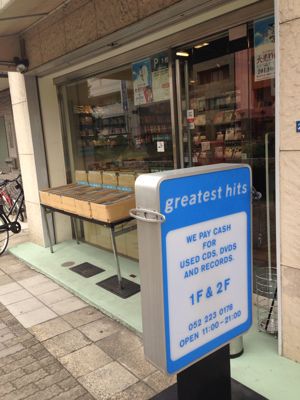 greatest hits
WE PAY CASH
FOR
USED CDS, DVDS
AND RECORDS.
1F & 2F
052 223 0178
OPEN 11:00-21:00